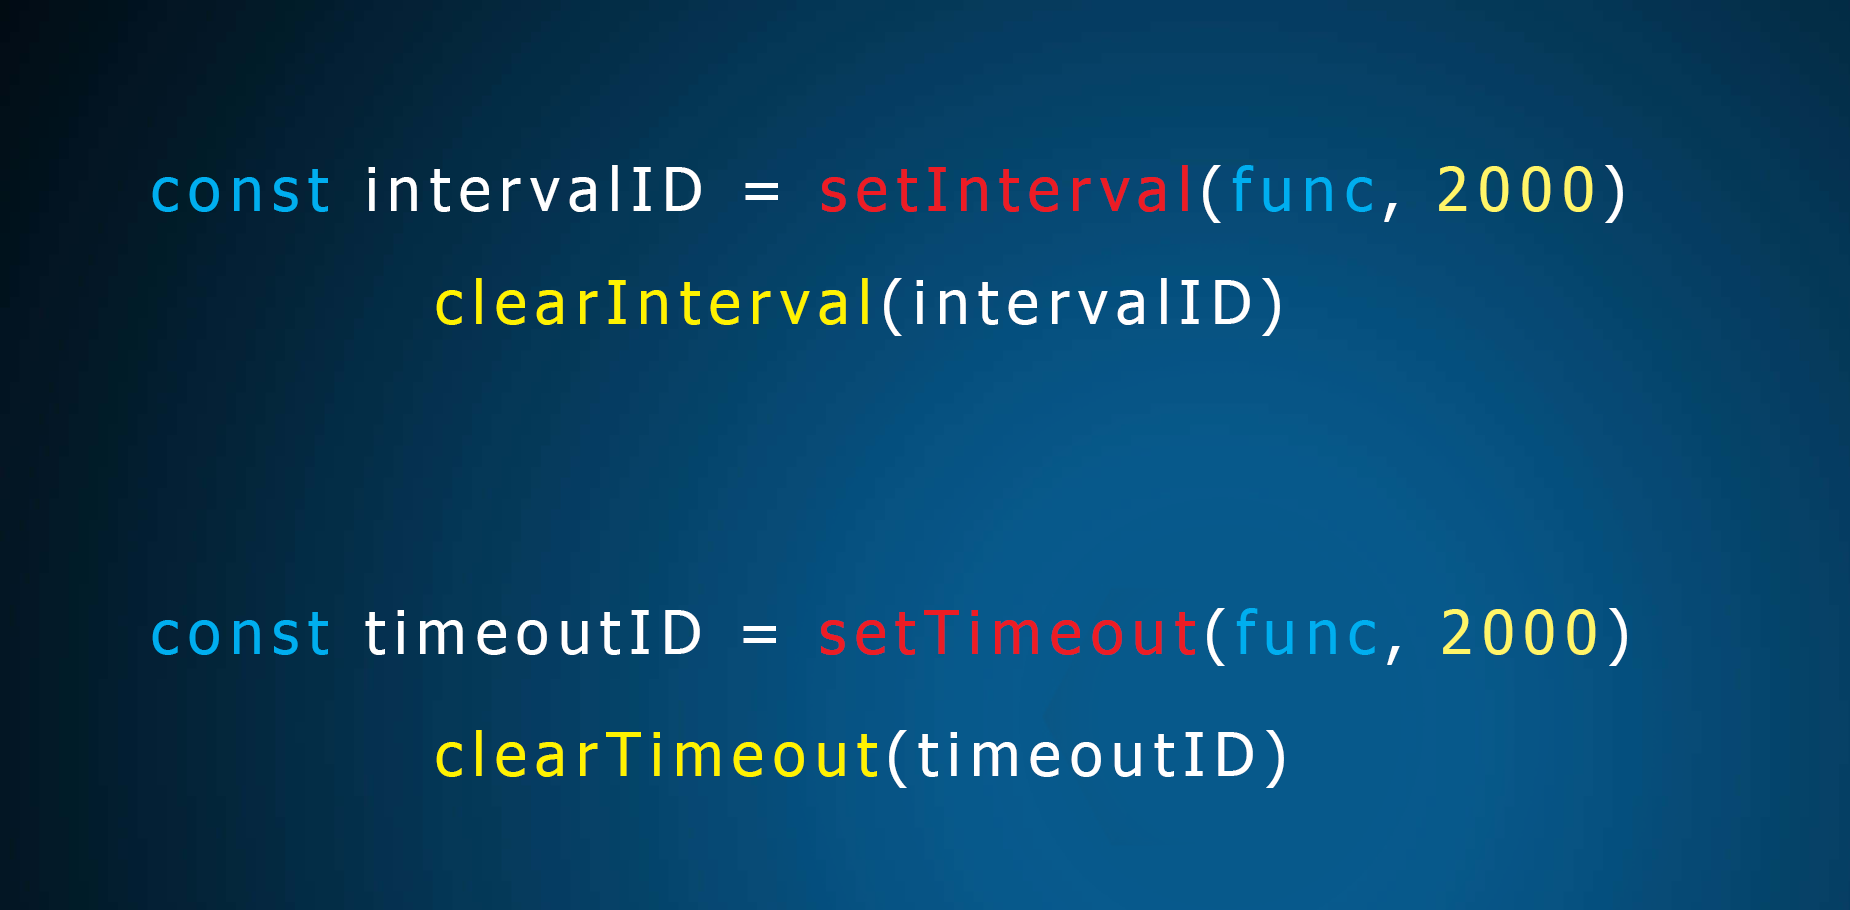 const intervalID = setInterval(func, 2000)
clearInterval(intervalID)
const timeoutID = setTimeout(func, 2000)
clearTimeout(timeoutID)